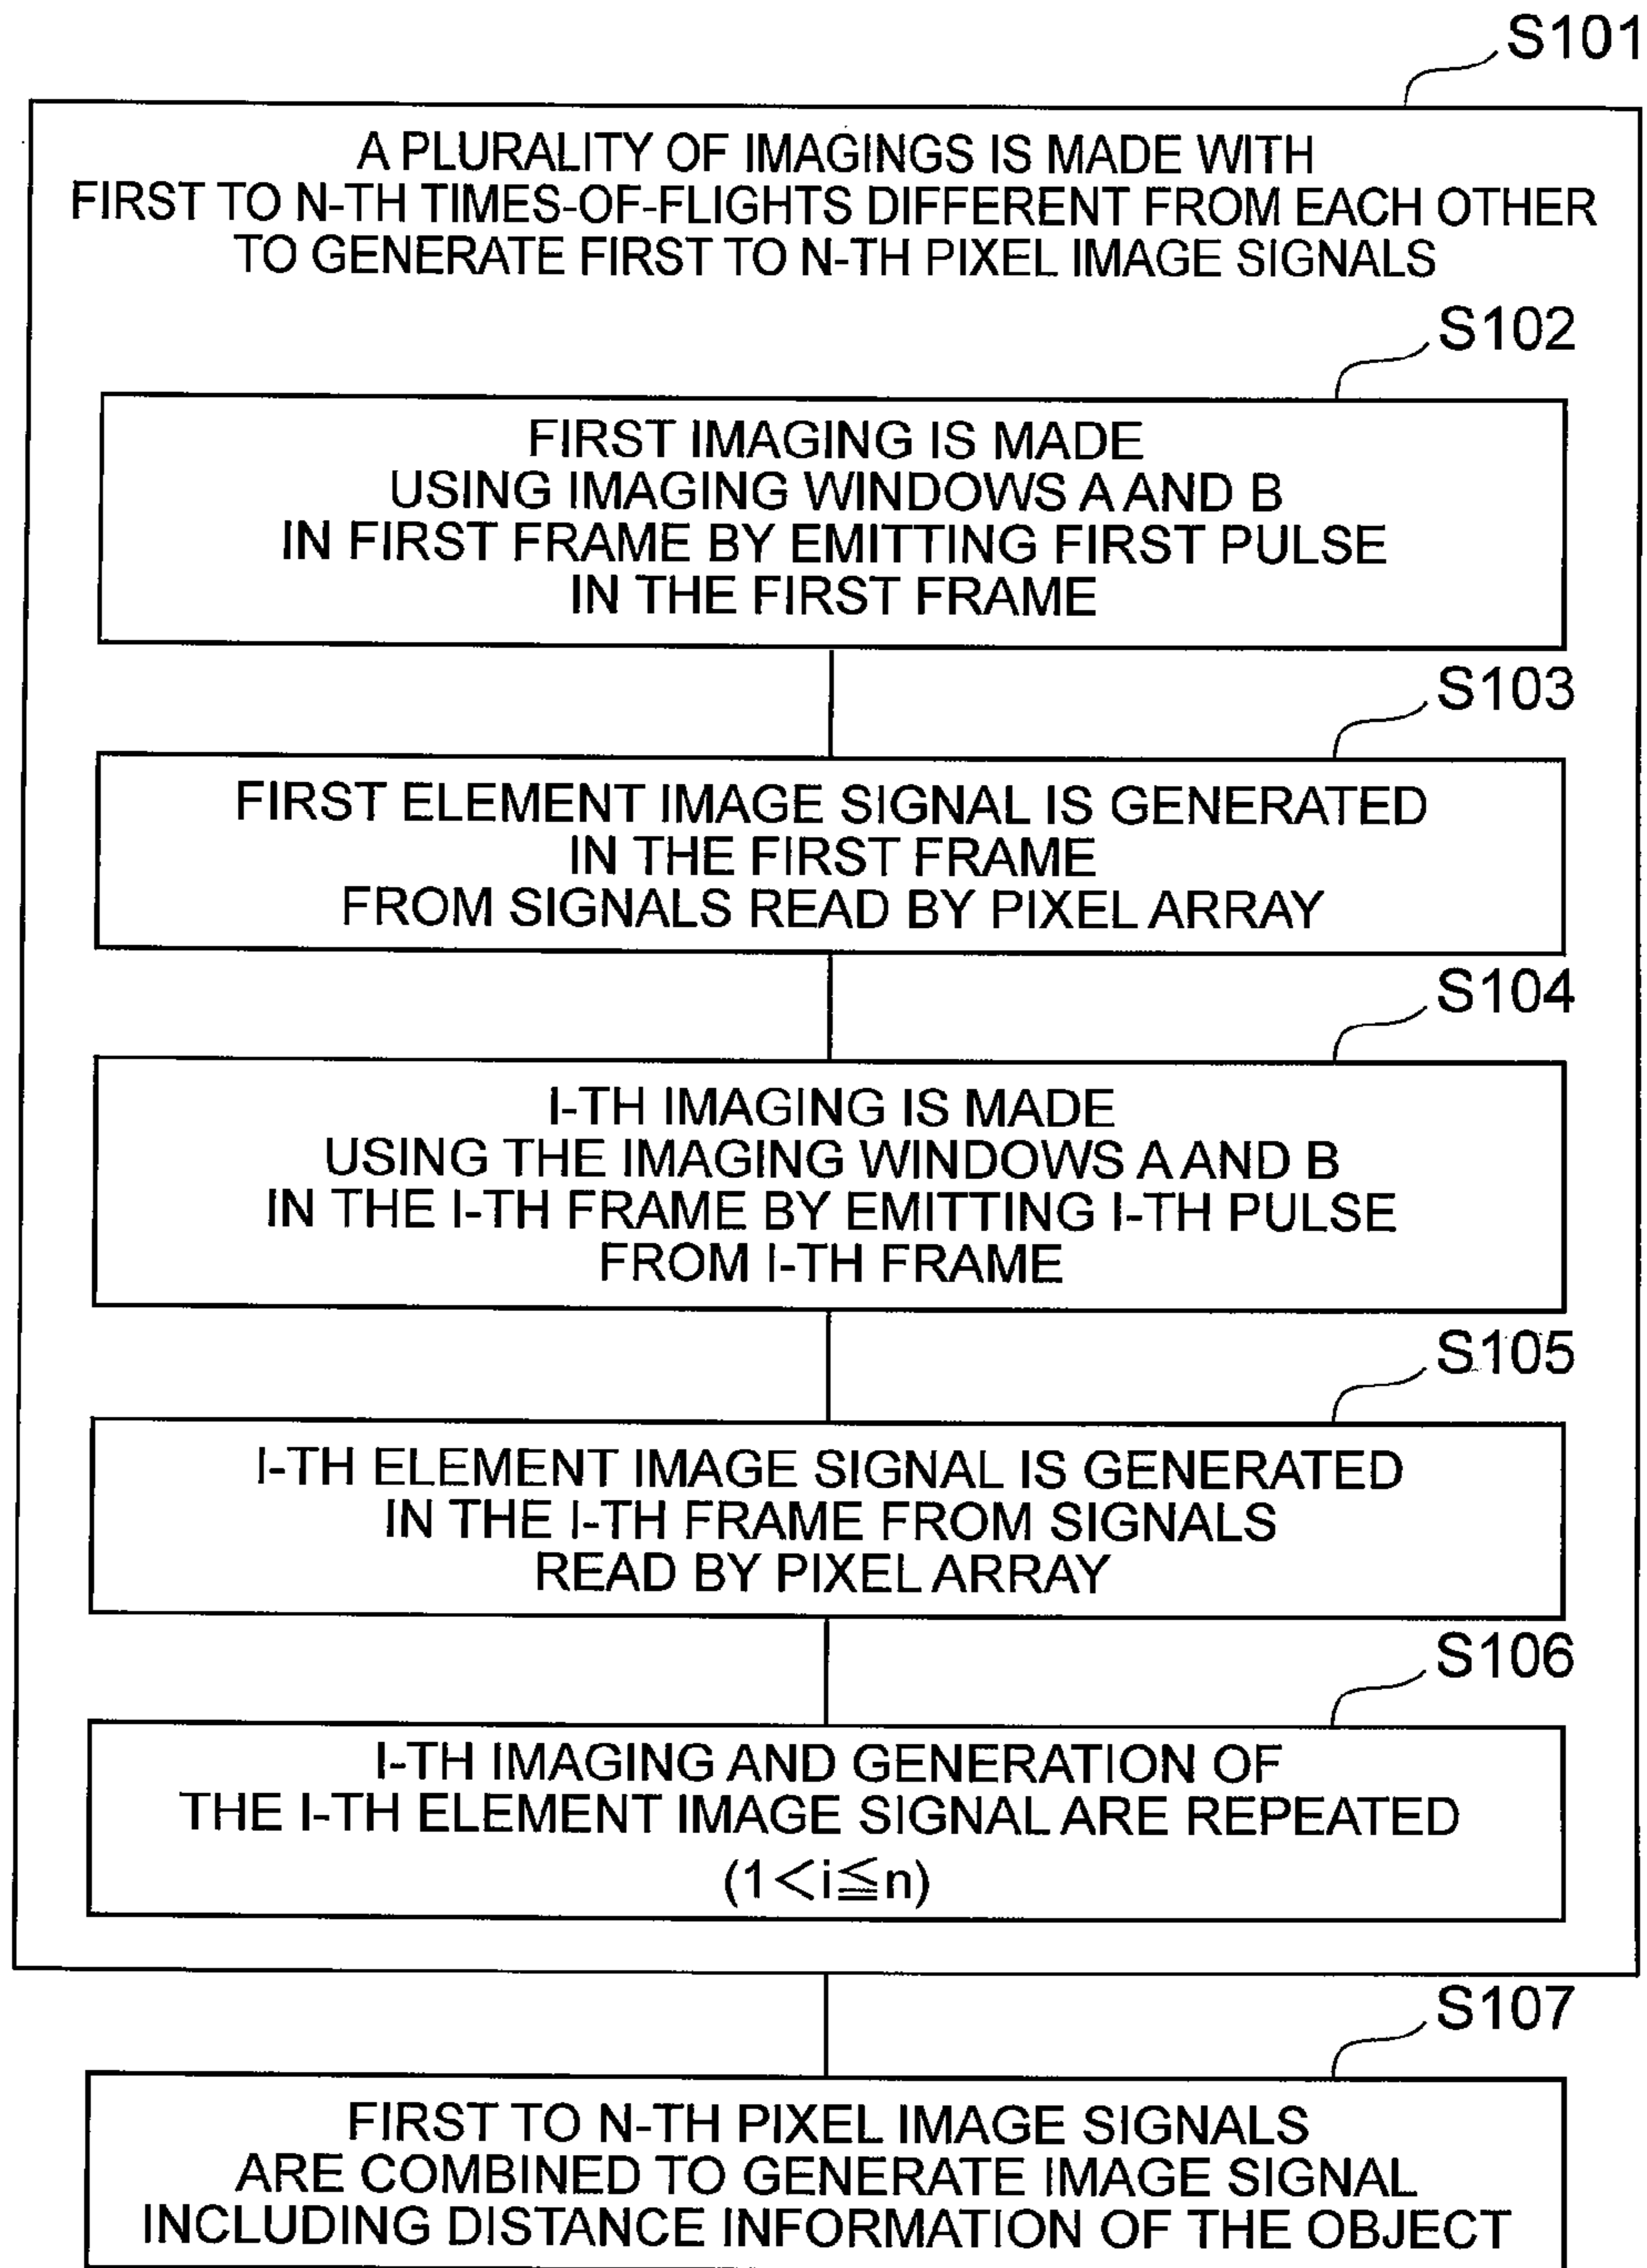 S101
A PLURALITY OF IMAGINGS IS MADE WITH
FIRST TO N-TH TIMES-OF-FLIGHTS DIFFERENT FROM EACH OTHER
TO GENERATE FIRST TO N-TH PIXEL IMAGE SIGNALS
S102
FIRST IMAGING IS MADE
USING IMAGING WINDOWS A AND B
IN FIRST FRAME BY EMITTING FIRST PULSE
IN THE FIRST FRAME
S103
FIRST ELEMENT IMAGE SIGNAL IS GENERATED
IN THE FIRST FRAME
FROM SIGNALS READ BY PIXEL ARRAY
S104
I-TH IMAGING IS MADE
USING THE IMAGING WINDOWS A AND B
IN THE I-TH FRAME BY EMITTING I-TH PULSE
FROM I-TH FRAME
S105
I-TH ELEMENT IMAGE SIGNAL IS GENERATED
IN THE I-TH FRAME FROM SIGNALS
READ BY PIXEL ARRAY
S106
I-TH IMAGING AND GENERATION OF
THE I-TH ELEMENT IMAGE SIGNAL ARE REPEATED
(1<i≦n)
S107
FIRST TO N-TH PIXEL IMAGE SIGNALS
ARE COMBINED TO GENERATE IMAGE SIGNAL
INCLUDING DISTANCE INFORMATION OF THE OBJECT